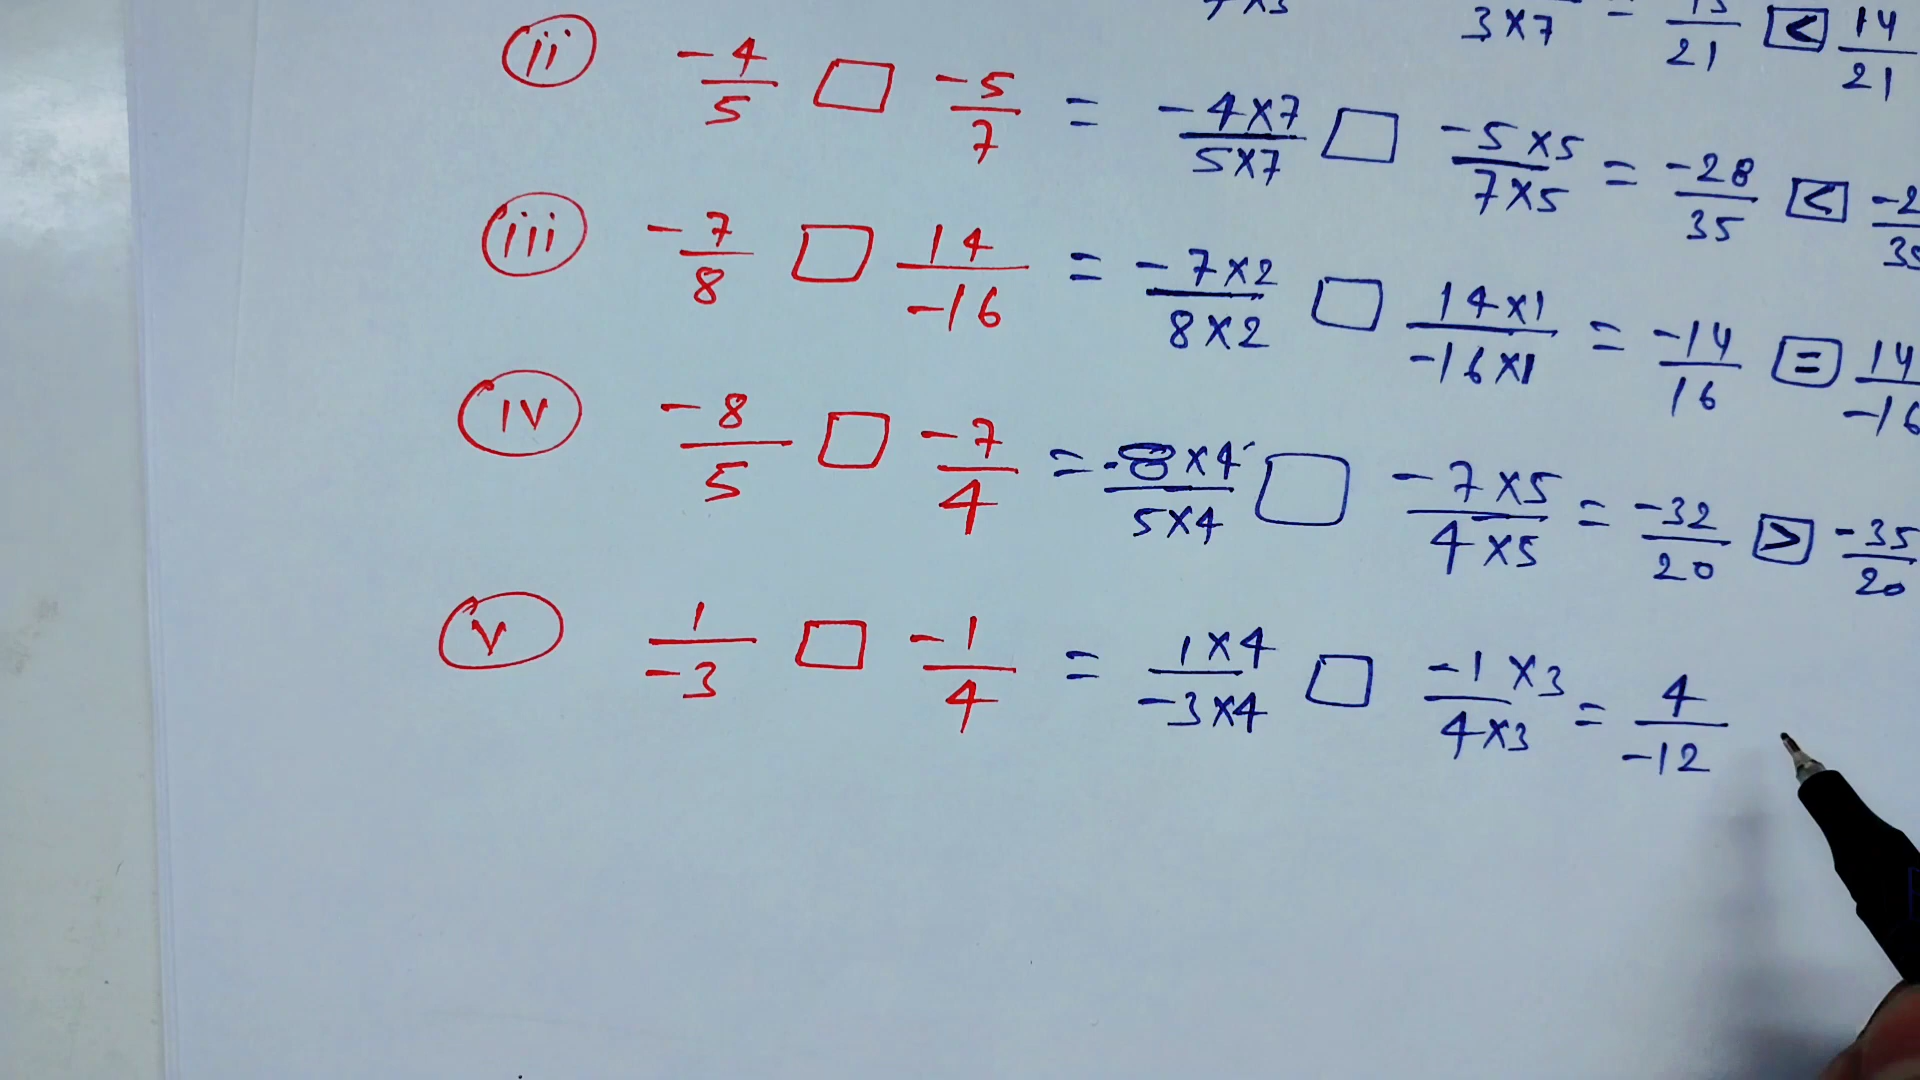 3×7 = 15/21 < 14/21
ii -4/5 □ -5/7 = -4×7/5×7 □ -5×5/7×5 = -28/35 < -2
iii -7/8 □ 14/-16 = -7×2/8×2 □ 14×1/-16×1 = -14/16 = 14/-16
iv -8/5 □ -7/4 = -8×4/5×4 □ -7×5/4×5 = -32/20 > -35/20
v 1/-3 □ -1/4 = 1×4/-3×4 □ -1×3/4×3 = 4/-12